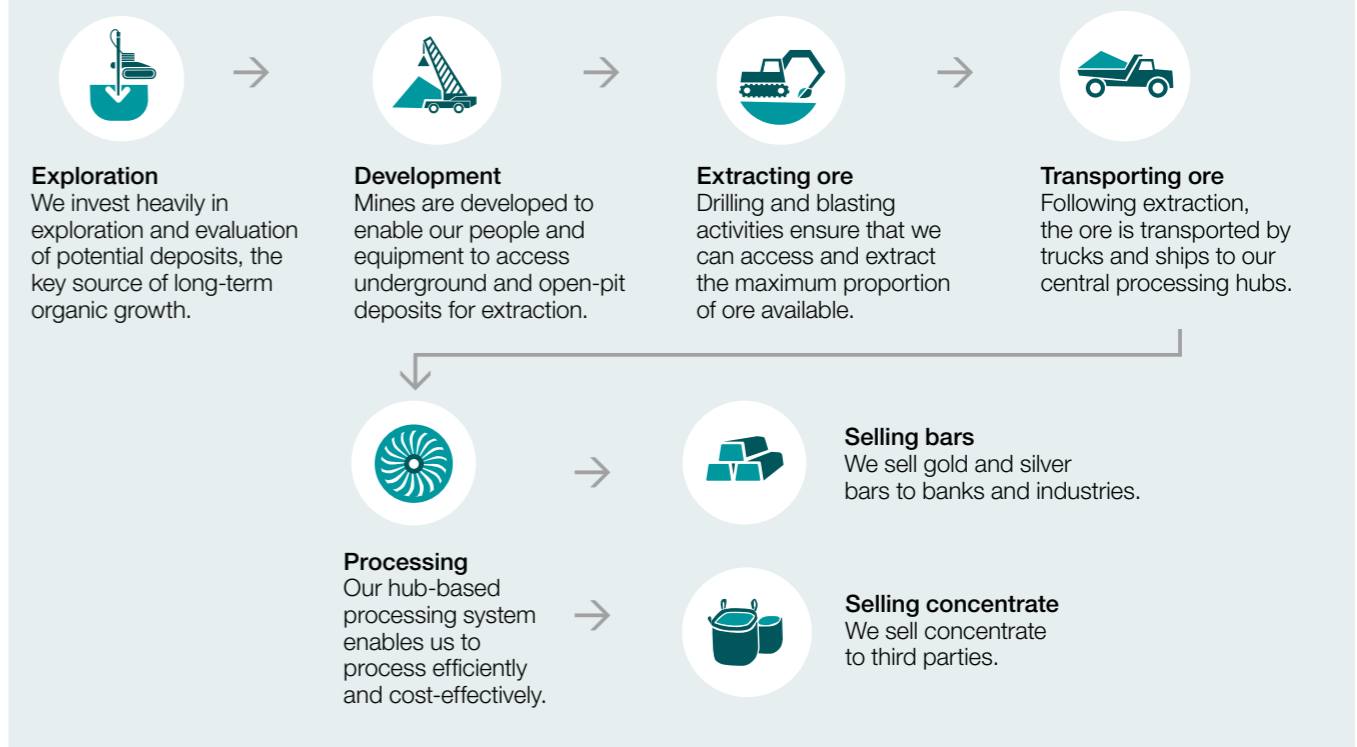 Exploration
We invest heavily in
exploration and evaluation
of potential deposits, the
key source of long-term
organic growth.
Development
Mines are developed to
enable our people and
equipment to access
underground and open-pit
deposits for extraction.
Extracting ore
Drilling and blasting
activities ensure that we
can access and extract
the maximum proportion
of ore available.
Transporting ore
Following extraction,
the ore is transported by
trucks and ships to our
central processing hubs.
Processing
Our hub-based
processing system
enables us to
process efficiently
and cost-effectively.
Selling bars
We sell gold and silver
bars to banks and industries.
Selling concentrate
We sell concentrate
to third parties.